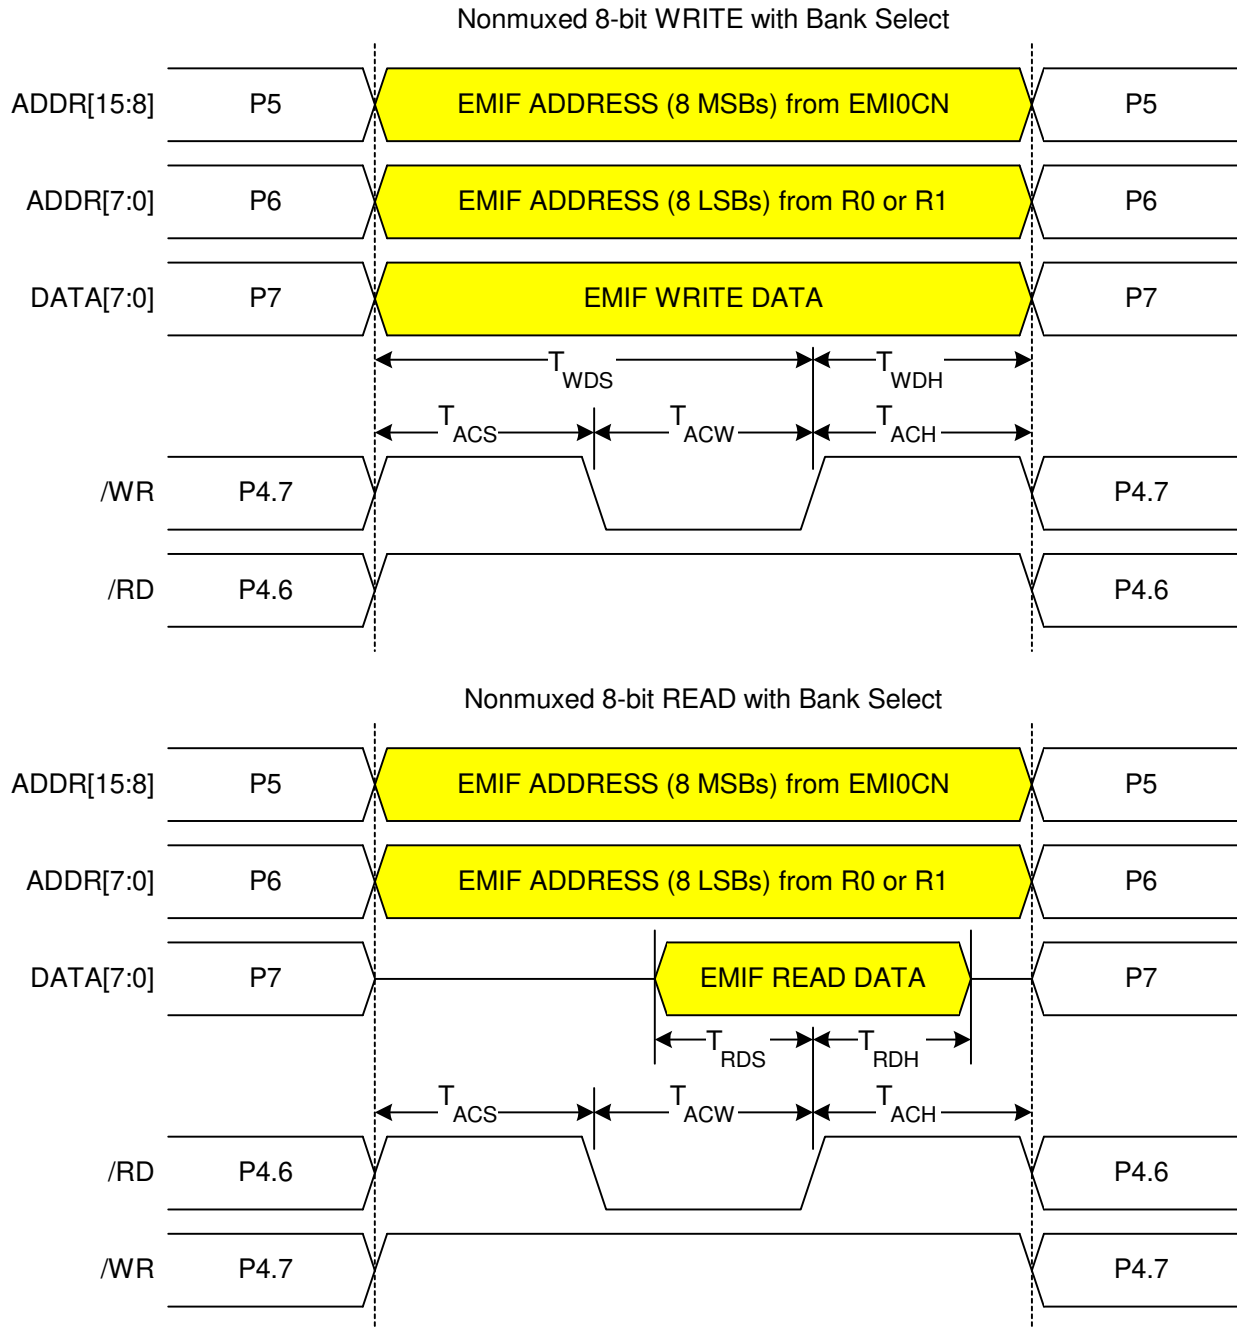 Nonmuxed 8-bit WRITE with Bank Select
ADDR[15:8] P5 EMIF ADDRESS (8 MSBs) from EMI0CN P5
ADDR[7:0] P6 EMIF ADDRESS (8 LSBs) from R0 or R1 P6
DATA[7:0] P7 EMIF WRITE DATA P7
TWDS TWDH
TACS TACW TACH
/WR P4.7 P4.7
/RD P4.6 P4.6
Nonmuxed 8-bit READ with Bank Select
ADDR[15:8] P5 EMIF ADDRESS (8 MSBs) from EMI0CN P5
ADDR[7:0] P6 EMIF ADDRESS (8 LSBs) from R0 or R1 P6
DATA[7:0] P7 EMIF READ DATA P7
TRDS TRDH
TACS TACW TACH
/RD P4.6 P4.6
/WR P4.7 P4.7